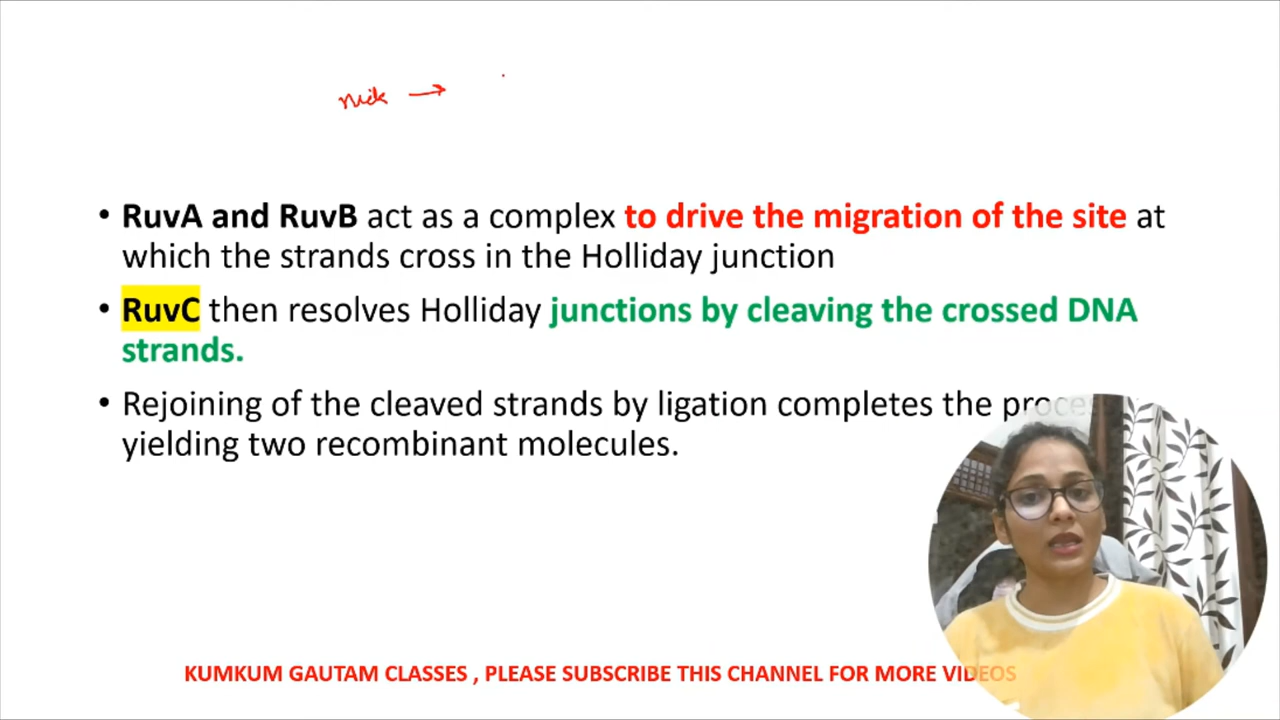 nick →
• RuvA and RuvB act as a complex to drive the migration of the site at
which the strands cross in the Holliday junction
• RuvC then resolves Holliday junctions by cleaving the crossed DNA
strands.
• Rejoining of the cleaved strands by ligation completes the process
yielding two recombinant molecules.
KUMKUM GAUTAM CLASSES , PLEASE SUBSCRIBE THIS CHANNEL FOR MORE VIDEOS